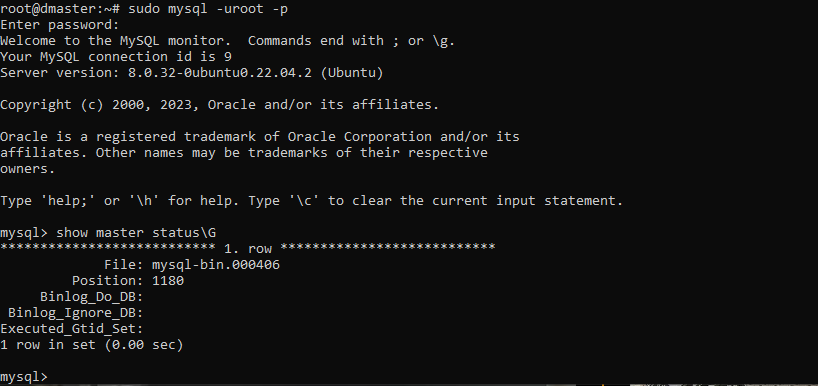 root@dmaster:~# sudo mysql -uroot -p
Enter password:
Welcome to the MySQL monitor.  Commands end with ; or \g.
Your MySQL connection id is 9
Server version: 8.0.32-0ubuntu0.22.04.2 (Ubuntu)

Copyright (c) 2000, 2023, Oracle and/or its affiliates.

Oracle is a registered trademark of Oracle Corporation and/or its
affiliates. Other names may be trademarks of their respective
owners.

Type 'help;' or '\h' for help. Type '\c' to clear the current input statement.

mysql> show master status\G
*************************** 1. row ***************************
             File: mysql-bin.000406
         Position: 1180
     Binlog_Do_DB:
 Binlog_Ignore_DB:
Executed_Gtid_Set:
1 row in set (0.00 sec)

mysql>